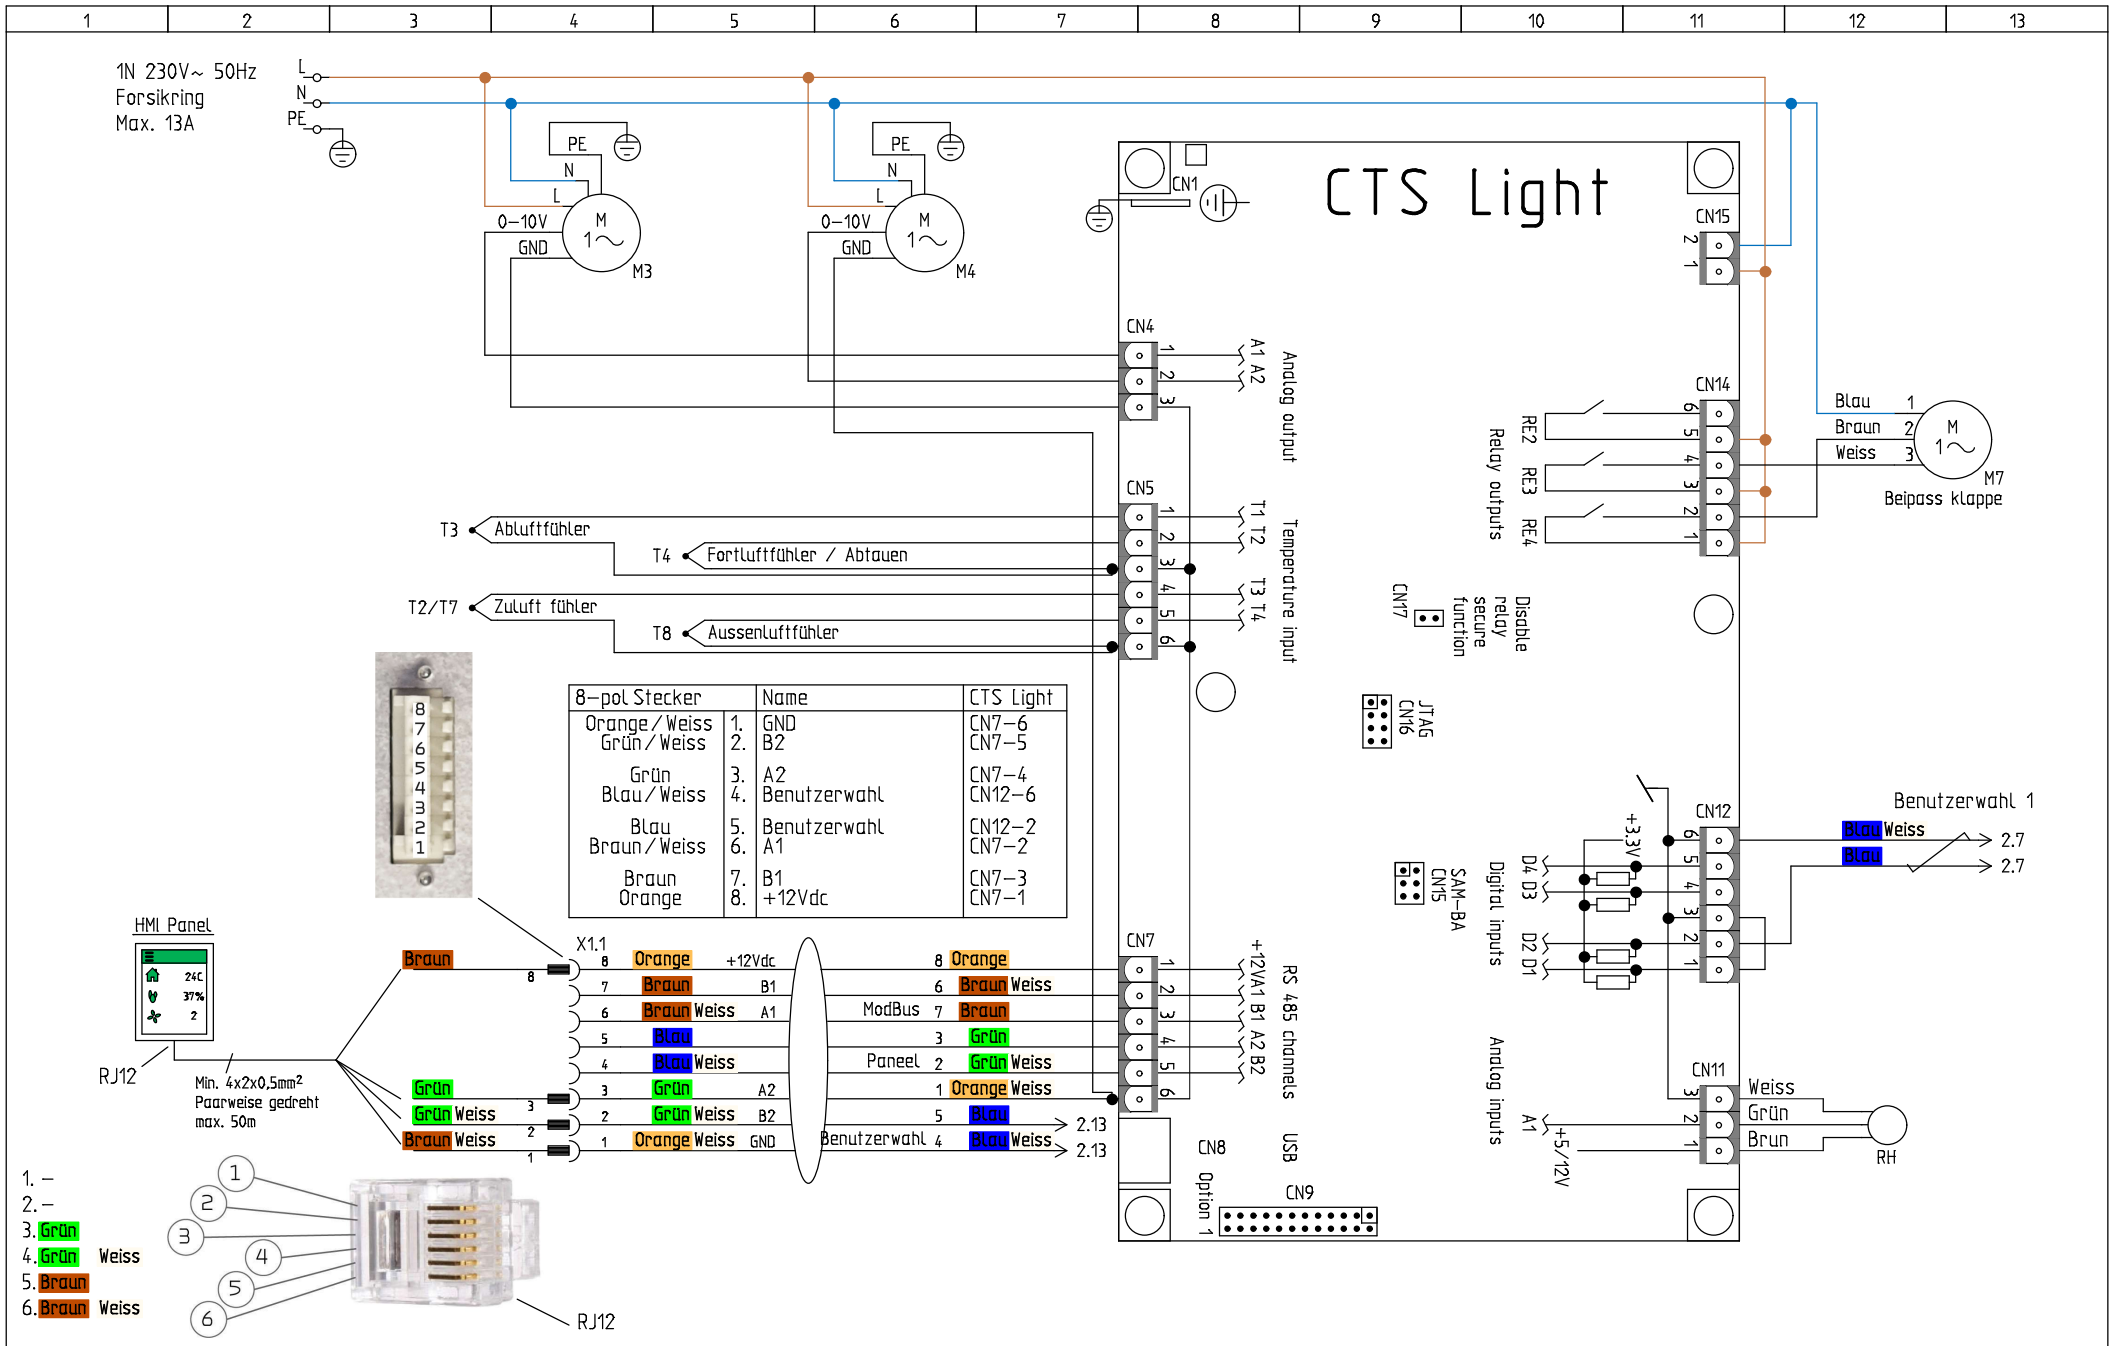 1 2 3 4 5 6 7 8 9 10 11 12 13
1N 230V~ 50Hz
Forsikring
Max. 13A
L
N
PE
PE
N
L
0-10V
GND
M
1~
M3
PE
N
L
0-10V
GND
M
1~
M4
CTS Light
CN1
CN15
2
1
CN4
1
2
3
A1 A2
Analog output
CN14
6
5
4
3
2
1
RE2
RE3
RE4
Relay outputs
Blau 1
Braun 2
Weiss 3
M
1~
M7
Beipass klappe
CN5
1
2
3
4
5
6
T1 T2
T3 T4
Temperature input
T3 Abluftfühler
T4 Fortluftfühler / Abtauen
T2/T7 Zuluft fühler
T8 Aussenluftfühler
CN17
Disable
relay
secure
function
JTAG
CN16
SAM-BA
CN15
8
7
6
5
4
3
2
1
8-pol Stecker Name CTS Light
Orange/Weiss 1. GND CN7-6
Grün/Weiss 2. B2 CN7-5
Grün 3. A2 CN7-4
Blau/Weiss 4. Benutzerwahl CN12-6
Blau 5. Benutzerwahl CN12-2
Braun/Weiss 6. A1 CN7-2
Braun 7. B1 CN7-3
Orange 8. +12Vdc CN7-1
CN12
6
5
4
3
2
1
+3.3V
D4 D3
D2 D1
Digital inputs
Benutzerwahl 1
Blau Weiss 2.7
Blau 2.7
HMI Panel
24C
37%
2
RJ12
Min. 4x2x0,5mm²
Paarweise gedreht
max. 50m
X1.1
Braun 8 8 Orange +12Vdc 8 Orange
7 Braun B1 6 Braun Weiss
6 Braun Weiss A1 ModBus 7 Braun
5 Blau 3 Grün
4 Blau Weiss Paneel 2 Grün Weiss
Grün 3 3 Grün A2 1 Orange Weiss
Grün Weiss 2 2 Grün Weiss B2 5 Blau 2.13
Braun Weiss 1 1 Orange Weiss GND Benutzerwahl 4 Blau Weiss 2.13
CN7
1
2
3
4
5
6
+12V A1 B1 A2 B2
RS 485 channels
CN8
USB
Option 1
CN9
Analog inputs
A1
+5/12V
CN11
3
2
1
Weiss
Grün
Brun
RH
1. -
2. -
3. Grün
4. Grün Weiss
5. Braun
6. Braun Weiss
1
2
3
4
5
6
RJ12